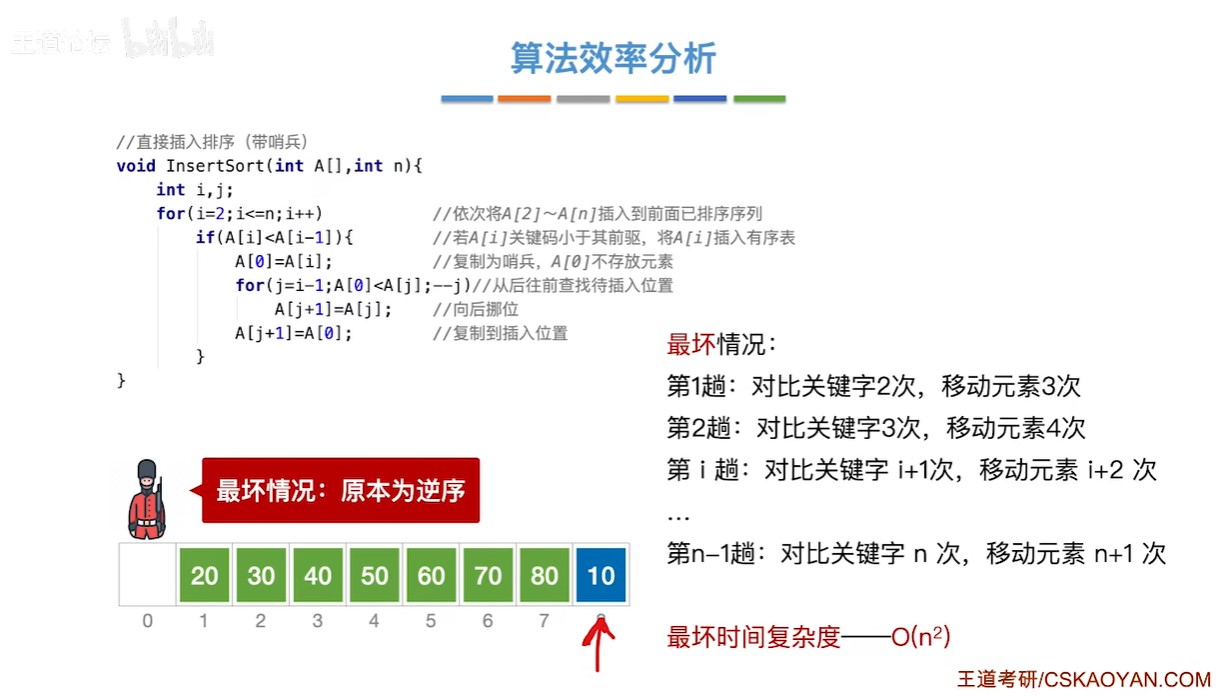 王道论坛 bilibili
算法效率分析
//直接插入排序（带哨兵）
void InsertSort(int A[],int n){
    int i,j;
    for(i=2;i<=n;i++)           //依次将A[2]～A[n]插入到前面已排序序列
        if(A[i]<A[i-1]){        //若A[i]关键码小于其前驱，将A[i]插入有序表
            A[0]=A[i];          //复制为哨兵，A[0]不存放元素
            for(j=i-1;A[0]<A[j];--j)//从后往前查找待插入位置
                A[j+1]=A[j];    //向后挪位
            A[j+1]=A[0];        //复制到插入位置
        }
}
最坏情况：
第1趟：对比关键字2次，移动元素3次
第2趟：对比关键字3次，移动元素4次
第 i 趟：对比关键字 i+1次，移动元素 i+2 次
…
第n-1趟：对比关键字 n 次，移动元素 n+1 次
最坏时间复杂度——O(n²)
最坏情况：原本为逆序
20 30 40 50 60 70 80 10
0 1 2 3 4 5 6 7
王道考研/CSKAOYAN.COM